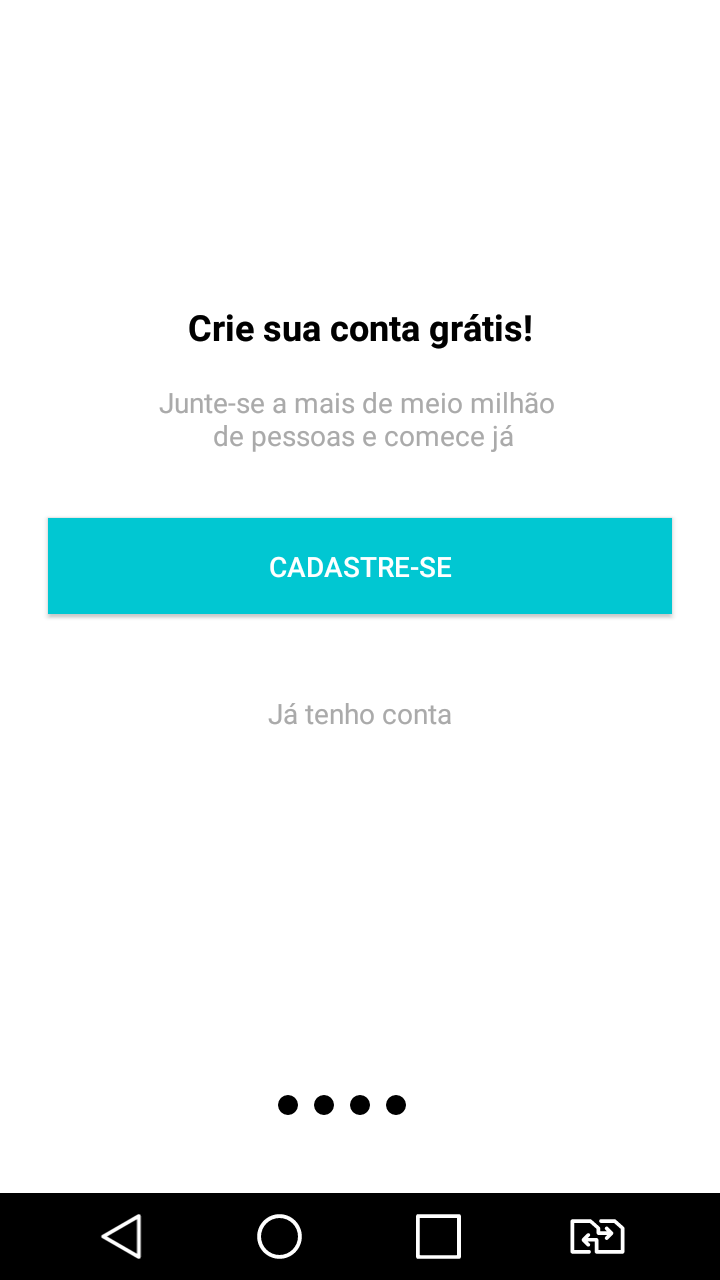 Crie sua conta grátis!
Junte-se a mais de meio milhão
de pessoas e comece já
CADASTRE-SE
Já tenho conta